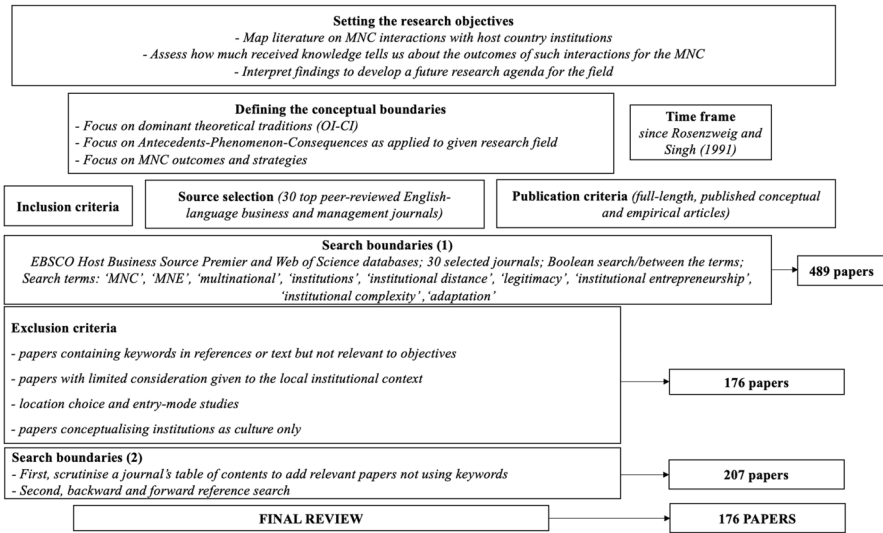 Setting the research objectives
- Map literature on MNC interactions with host country institutions
- Assess how much received knowledge tells us about the outcomes of such interactions for the MNC
- Interpret findings to develop a future research agenda for the field
Defining the conceptual boundaries
- Focus on dominant theoretical traditions (OI-CI)
- Focus on Antecedents-Phenomenon-Consequences as applied to given research field
- Focus on MNC outcomes and strategies
Time frame
since Rosenzweig and
Singh (1991)
Inclusion criteria
Source selection (30 top peer-reviewed English-
language business and management journals)
Publication criteria (full-length, published conceptual
and empirical articles)
Search boundaries (1)
EBSCO Host Business Source Premier and Web of Science databases; 30 selected journals; Boolean search/between the terms;
Search terms: ‘MNC’, ‘MNE’, ‘multinational’, ‘institutions’, ‘institutional distance’, ‘legitimacy’, ‘institutional entrepreneurship’,
‘institutional complexity’ ,‘adaptation’
489 papers
Exclusion criteria
- papers containing keywords in references or text but not relevant to objectives
- papers with limited consideration given to the local institutional context
- location choice and entry-mode studies
- papers conceptualising institutions as culture only
176 papers
Search boundaries (2)
- First, scrutinise a journal’s table of contents to add relevant papers not using keywords
- Second, backward and forward reference search
207 papers
FINAL REVIEW
176 PAPERS